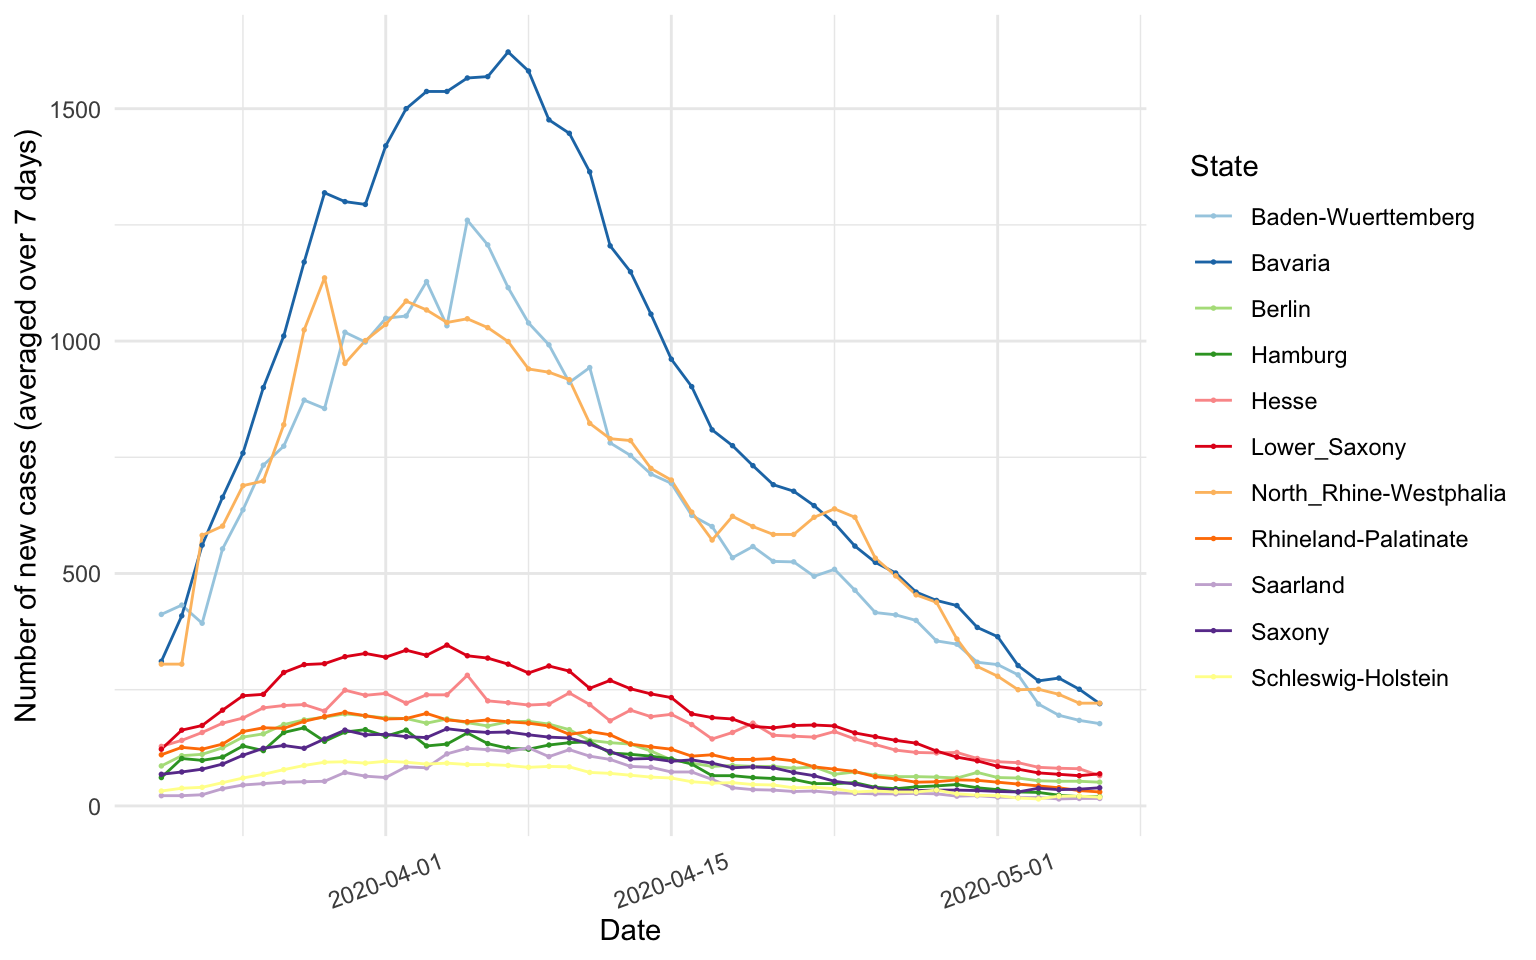 Number of new cases (averaged over 7 days)
1500
1000
500
0
2020-04-01
2020-04-15
2020-05-01
Date
State
Baden-Wuerttemberg
Bavaria
Berlin
Hamburg
Hesse
Lower_Saxony
North_Rhine-Westphalia
Rhineland-Palatinate
Saarland
Saxony
Schleswig-Holstein